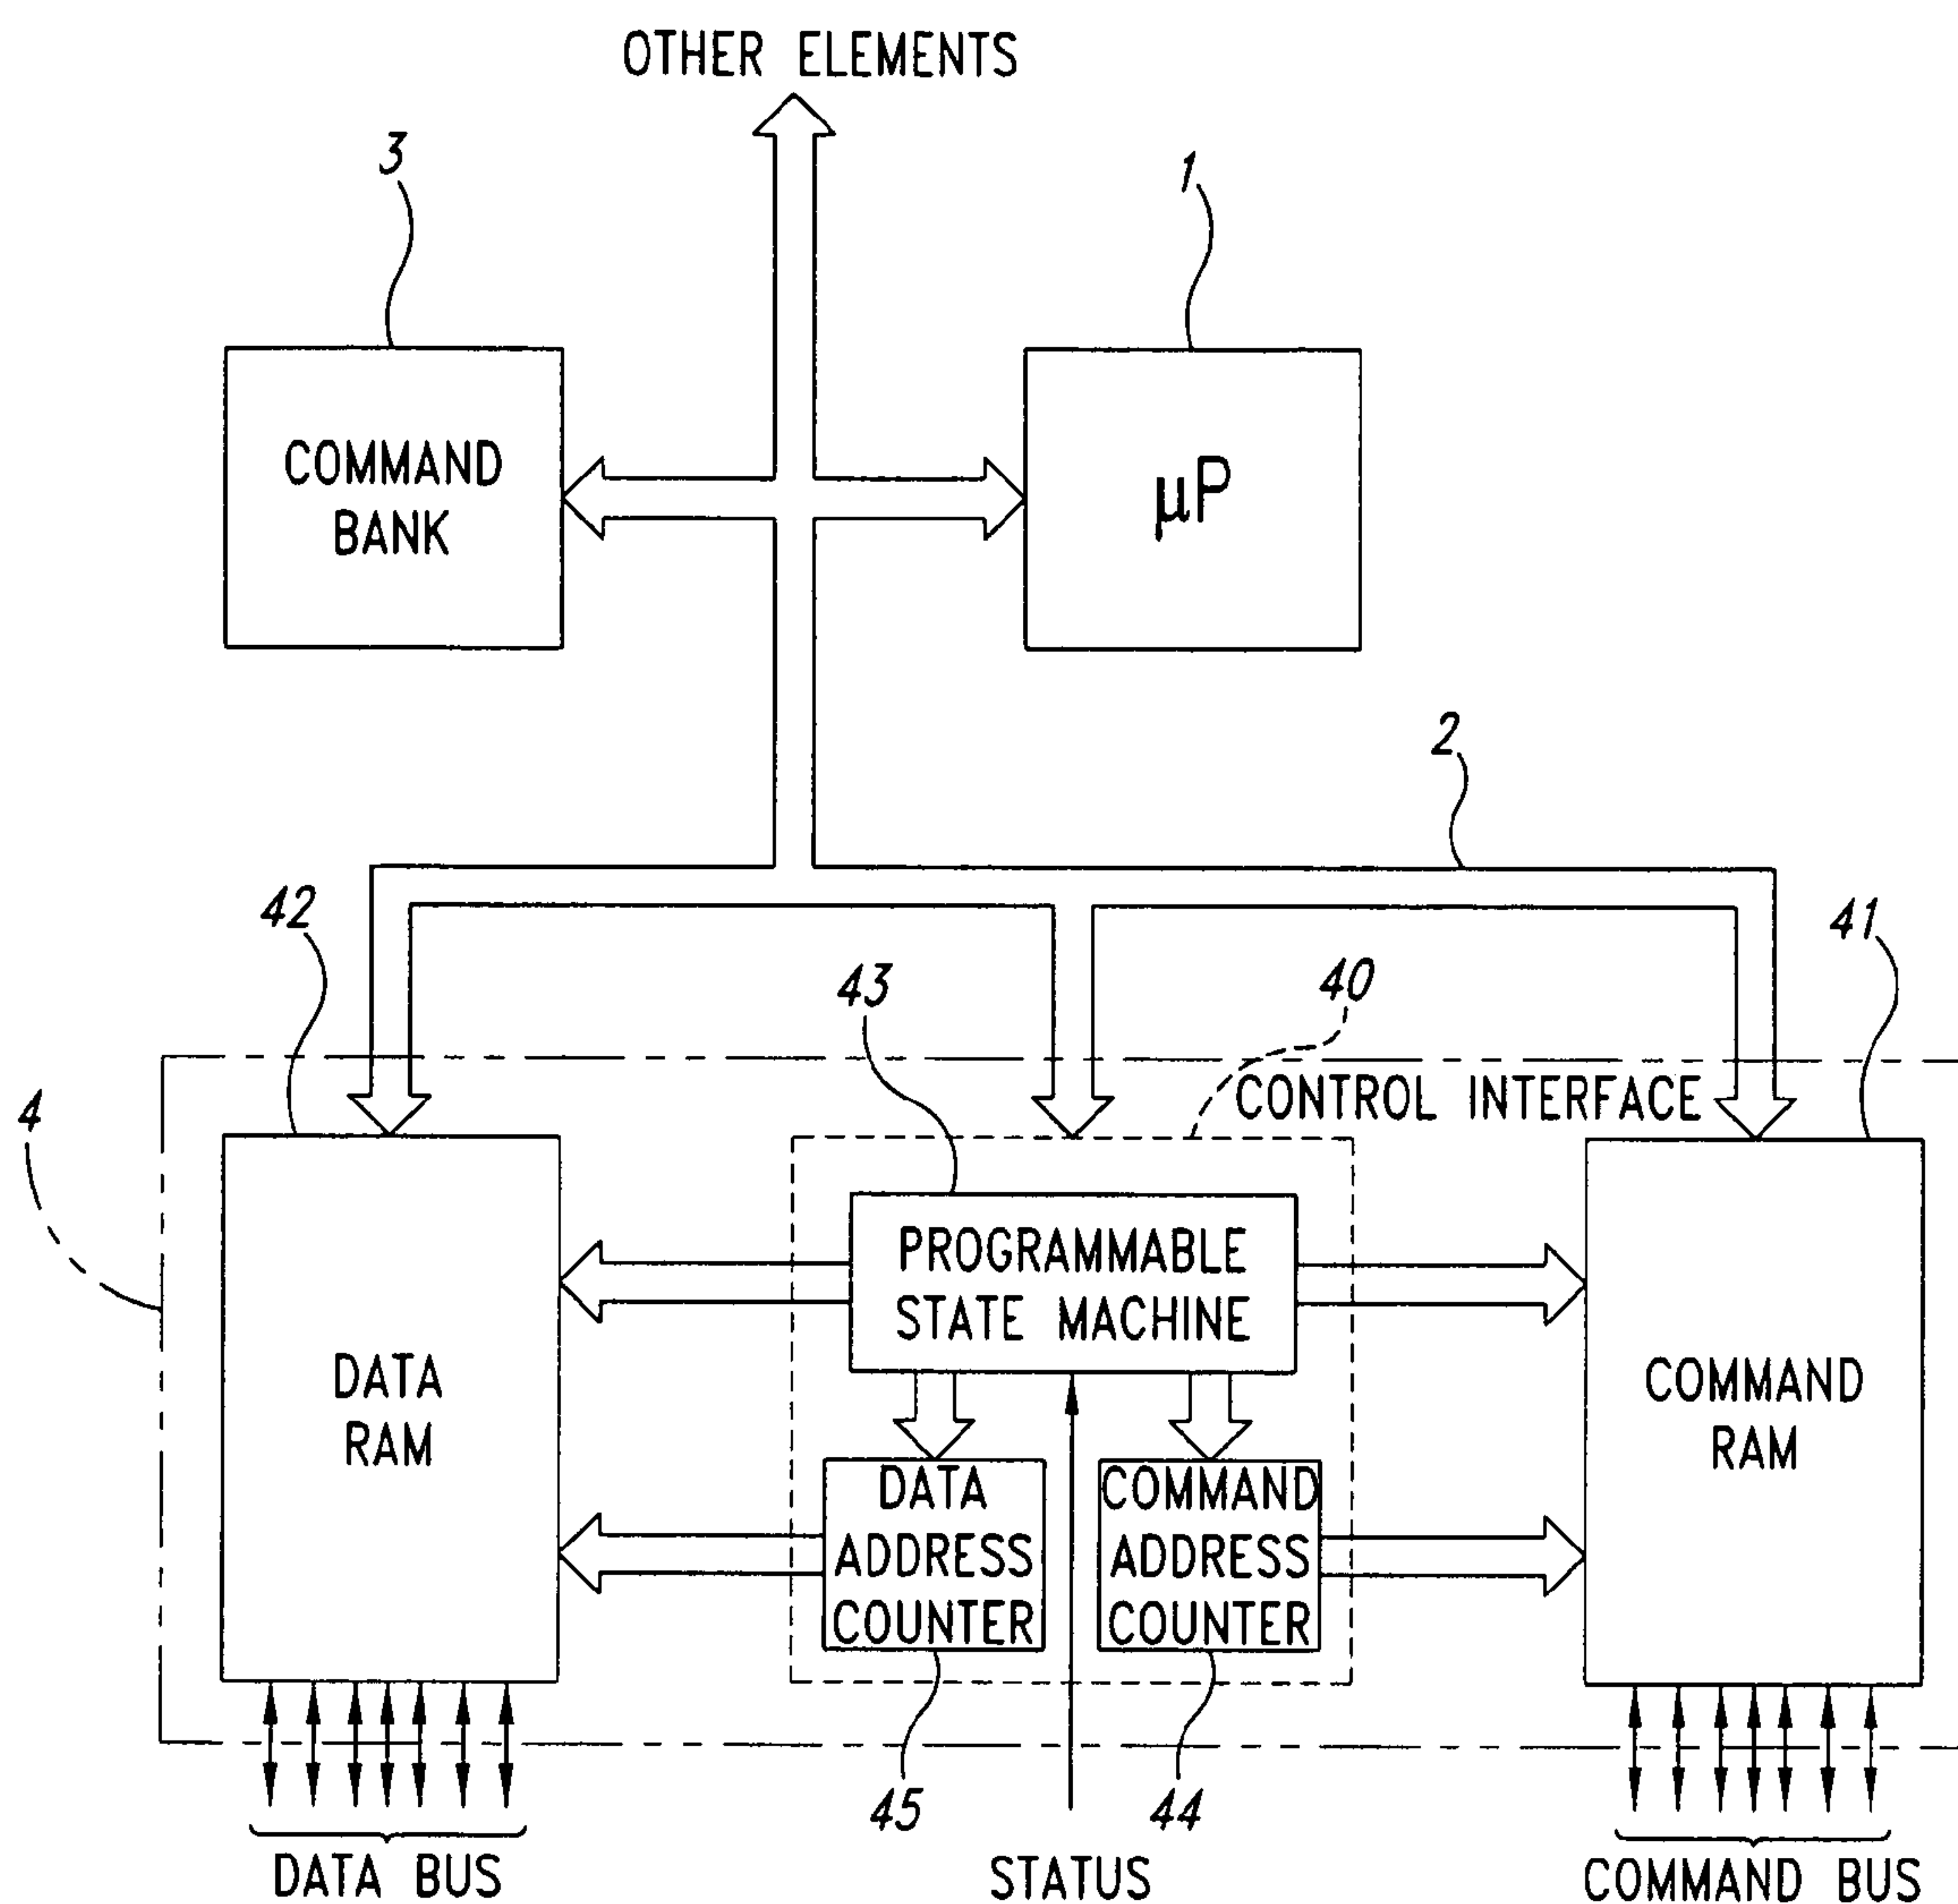 OTHER ELEMENTS
3
1
COMMAND
BANK
µP
2
42
41
43
40
4
CONTROL INTERFACE
PROGRAMMABLE
STATE MACHINE
DATA
RAM
COMMAND
RAM
DATA
ADDRESS
COUNTER
COMMAND
ADDRESS
COUNTER
45
44
DATA BUS
STATUS
COMMAND BUS